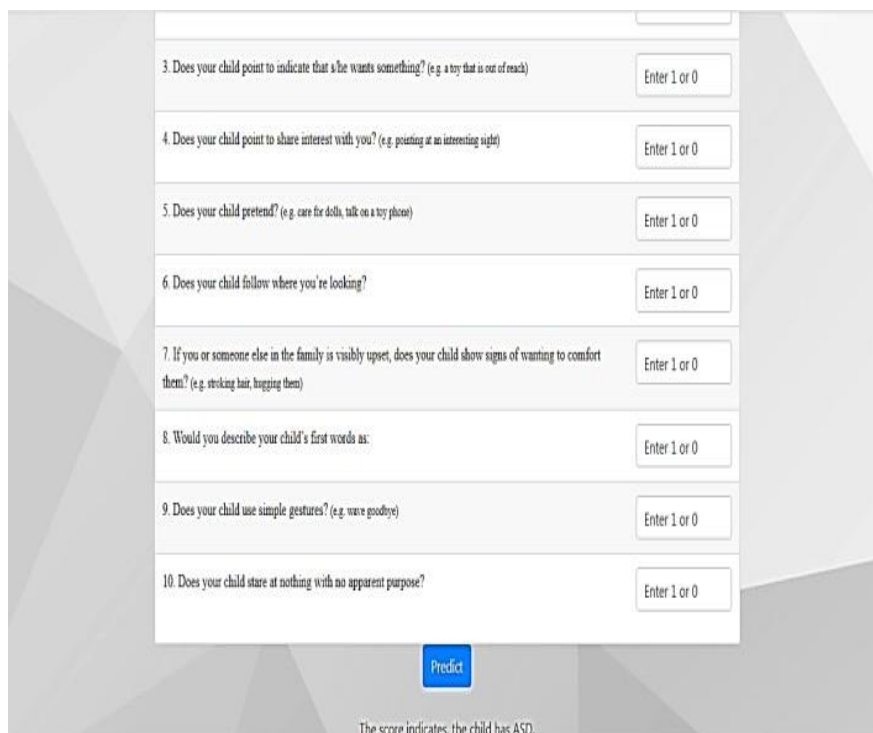 3. Does your child point to indicate that s/he wants something? (e.g. a toy that is out of reach)
Enter 1 or 0
4. Does your child point to share interest with you? (e.g. pointing at an interesting sight)
Enter 1 or 0
5. Does your child pretend? (e.g. care for dolls, talk on a toy phone)
Enter 1 or 0
6. Does your child follow where you're looking?
Enter 1 or 0
7. If you or someone else in the family is visibly upset, does your child show signs of wanting to comfort
them? (e.g. stroking hair, hugging them)
Enter 1 or 0
8. Would you describe your child's first words as:
Enter 1 or 0
9. Does your child use simple gestures? (e.g. wave goodbye)
Enter 1 or 0
10. Does your child stare at nothing with no apparent purpose?
Enter 1 or 0
Predict
The score indicates, the child has ASD.